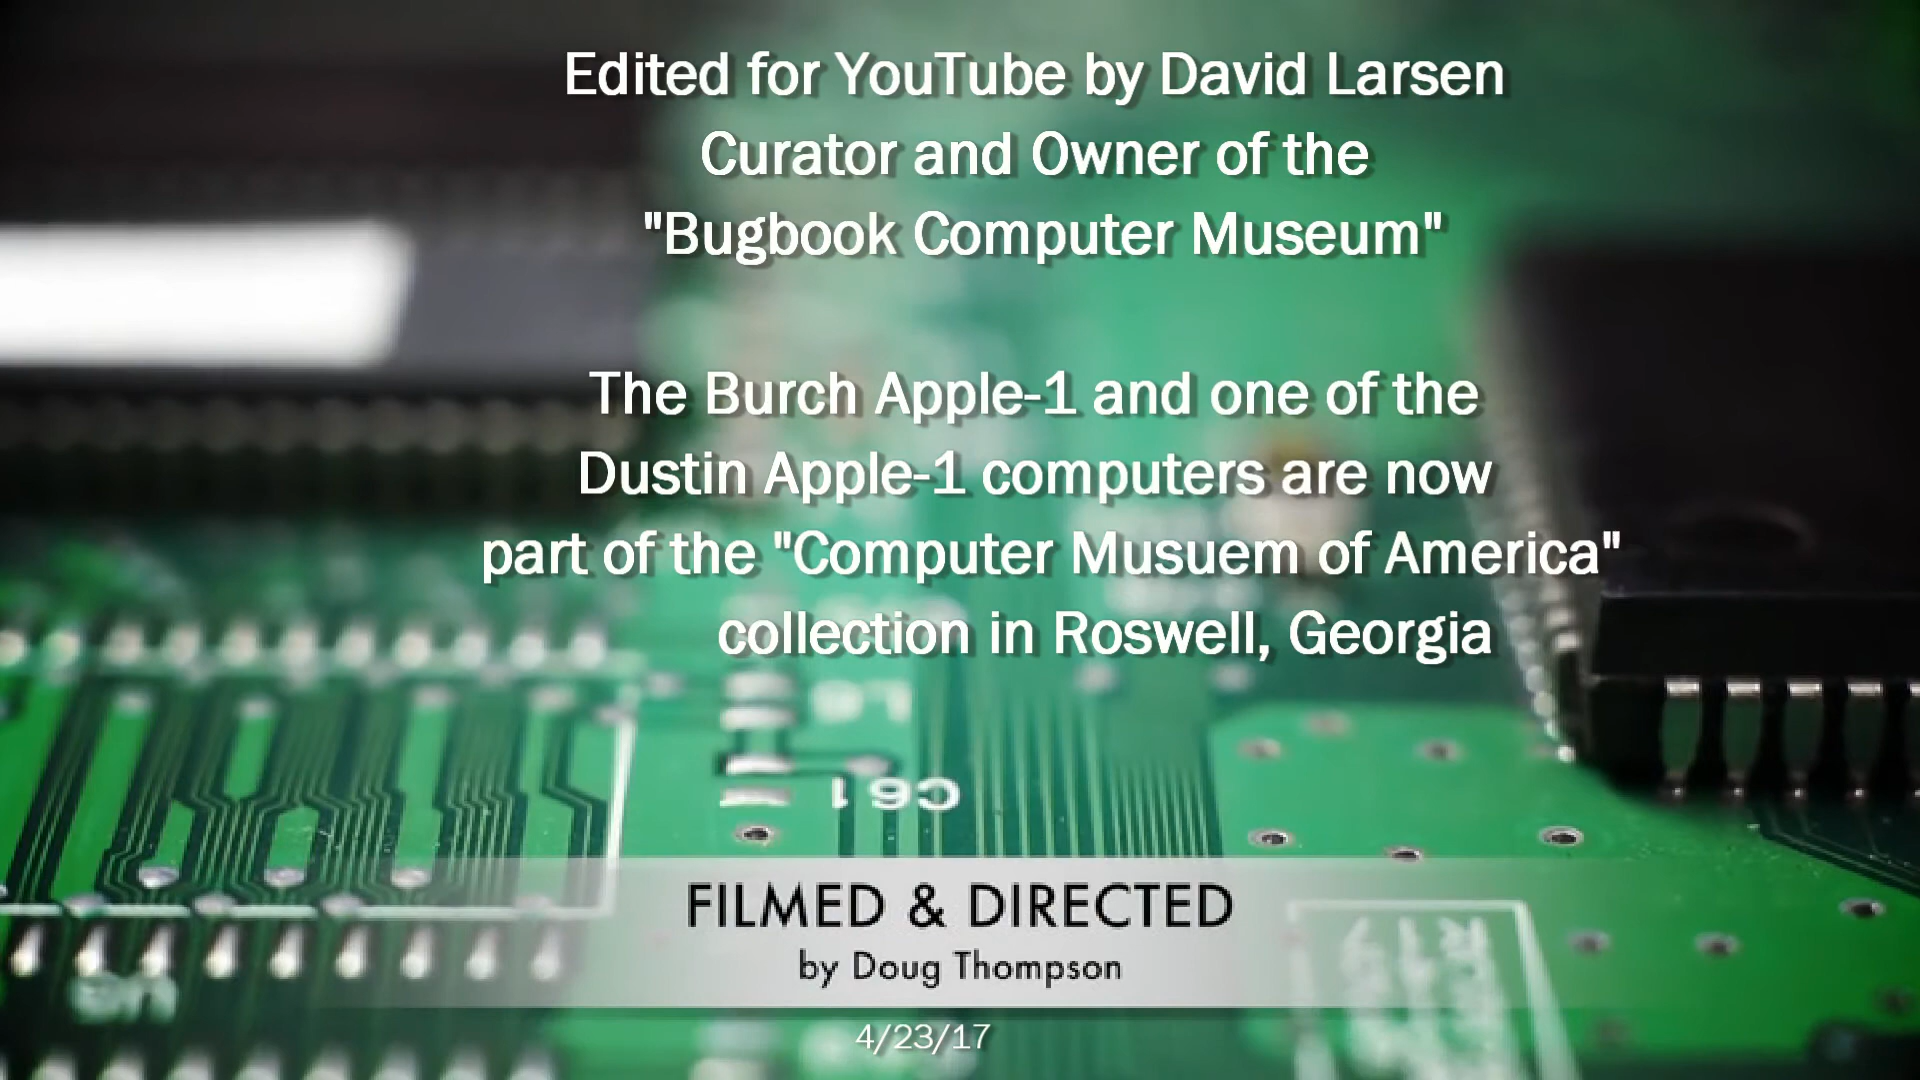 Edited for YouTube by David Larsen
Curator and Owner of the
"Bugbook Computer Museum"
The Burch Apple-1 and one of the
Dustin Apple-1 computers are now
part of the "Computer Musuem of America"
collection in Roswell, Georgia
L6
C61
FILMED & DIRECTED
by Doug Thompson
4/23/17